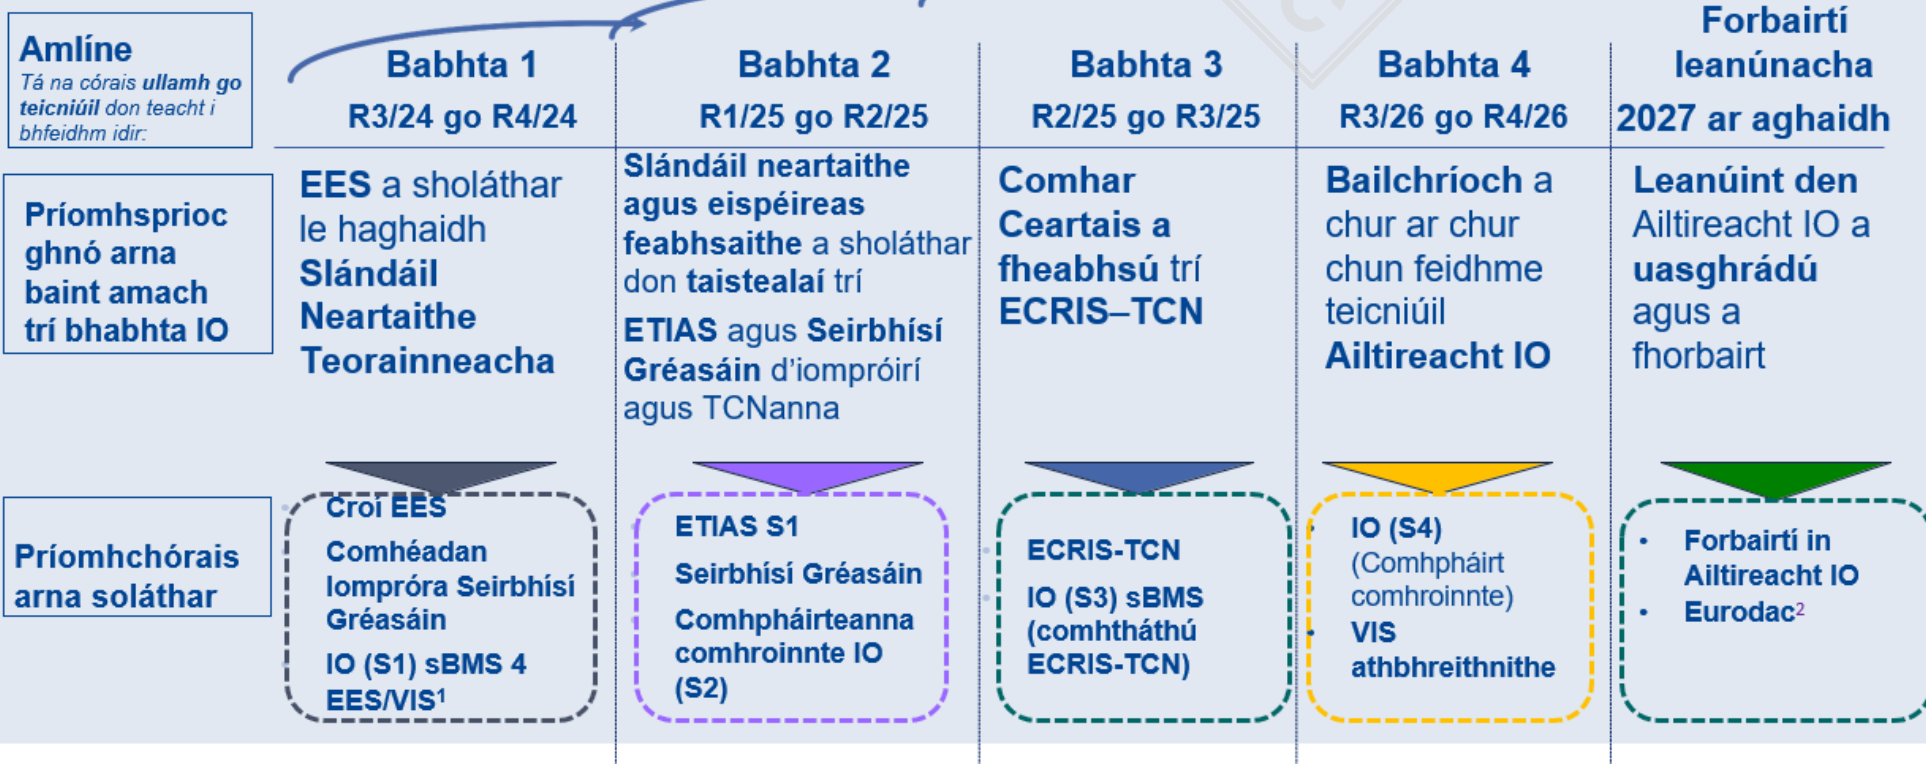 Amlíne
Tá na córais ullamh go
teicniúil don teacht i
bhfeidhm idir:
Babhta 1
R3/24 go R4/24
Babhta 2
R1/25 go R2/25
Babhta 3
R2/25 go R3/25
Babhta 4
R3/26 go R4/26
Forbairtí
leanúnacha
2027 ar aghaidh
Príomhsprioc
ghnó arna
baint amach
trí bhabhta IO
EES a sholáthar
le haghaidh
Slándáil
Neartaithe
Teorainneacha
Slándáil neartaithe
agus eispéireas
feabhsaithe a sholáthar
don taistealaí trí
ETIAS agus Seirbhísí
Gréasáin d'iompróirí
agus TCNanna
Comhar
Ceartais a
fheabhsú trí
ECRIS–TCN
Bailchríoch a
chur ar chur
chun feidhme
teicniúil
Ailtireacht IO
Leanúint den
Ailtireacht IO a
uasghrádú
agus a
fhorbairt
Príomhchórais
arna soláthar
Croí EES
Comhéadan
Iompróra Seirbhísí
Gréasáin
IO (S1) sBMS 4
EES/VIS¹
ETIAS S1
Seirbhísí Gréasáin
Comhpháirteanna
comhroinnte IO
(S2)
ECRIS-TCN
IO (S3) sBMS
(comhtháthú
ECRIS-TCN)
IO (S4)
(Comhpháirt
comhroinnte)
VIS
athbhreithnithe
• Forbairtí in
Ailtireacht IO
• Eurodac²